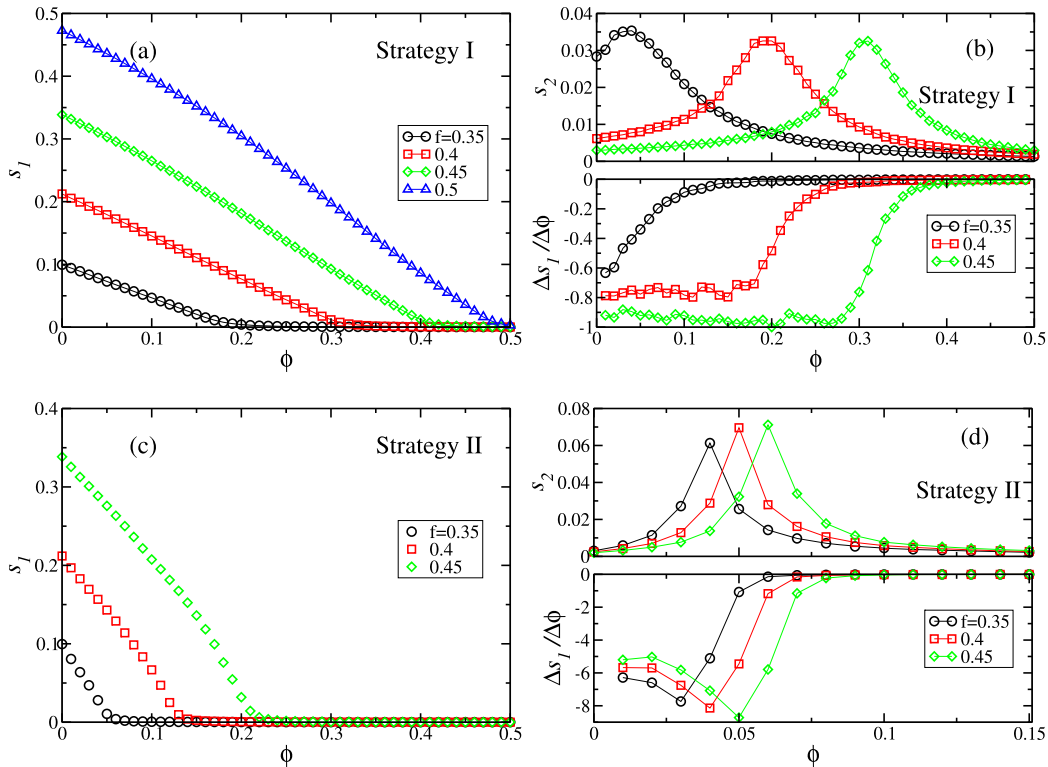 (a)
Strategy I
s1
0.5
0.4
0.3
0.2
0.1
0
f=0.35
0.4
0.45
0.5
0
0.1
0.2
0.3
0.4
0.5
ϕ
(b)
Strategy I
s2
0.04
0.03
0.02
0.01
0
Δs1/Δϕ
0
-0.2
-0.4
-0.6
-0.8
-1
f=0.35
0.4
0.45
0
0.1
0.2
0.3
0.4
0.5
ϕ
(c)
Strategy II
s1
0.4
0.3
0.2
0.1
0
f=0.35
0.4
0.45
0
0.1
0.2
0.3
0.4
0.5
ϕ
(d)
Strategy II
s2
0.08
0.06
0.04
0.02
0
Δs1/Δϕ
0
-2
-4
-6
-8
f=0.35
0.4
0.45
0
0.05
0.1
0.15
ϕ